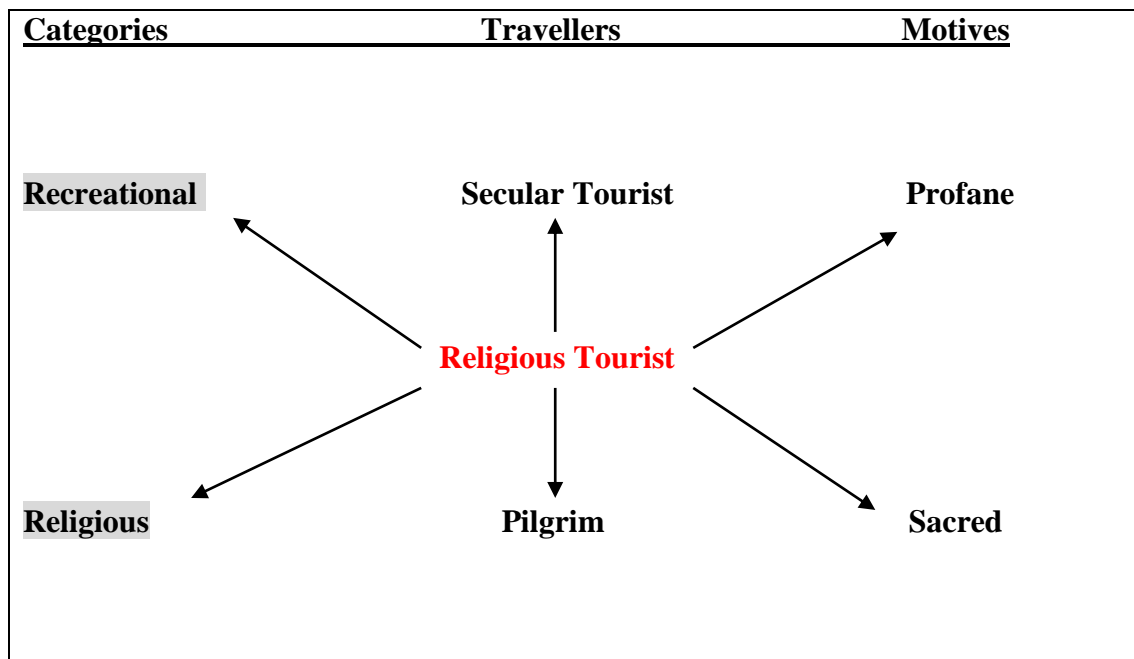 Categories Travellers Motives
Recreational Secular Tourist Profane
Religious Tourist
Religious Pilgrim Sacred